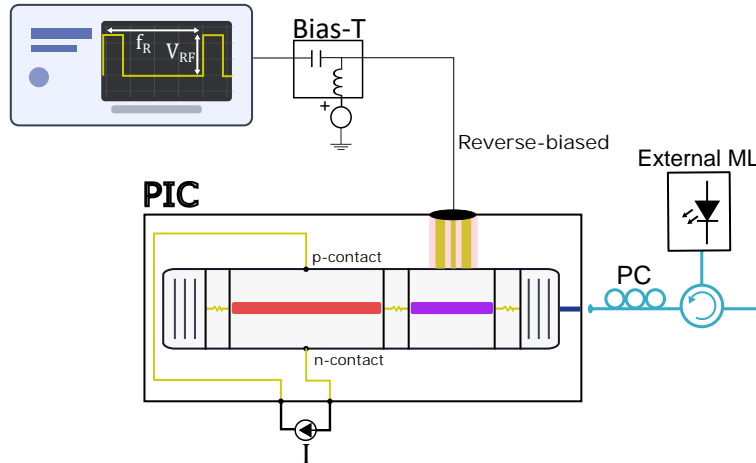 Bias-T
f_R
V_RF
+
Reverse-biased
External ML
PIC
p-contact
PC
n-contact
I